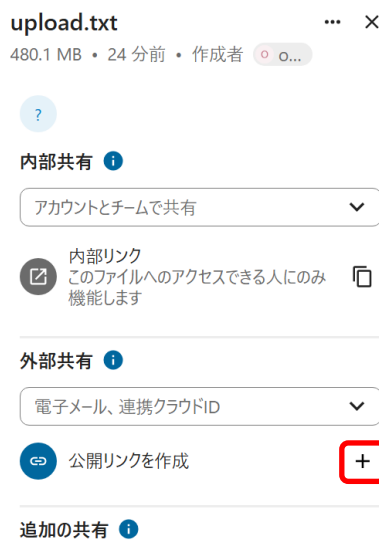 upload.txt
480.1 MB • 24 分前 • 作成者 o o...
?
内部共有 i
アカウントとチームで共有
内部リンク
このファイルへのアクセスできる人にのみ
機能します
外部共有 i
電子メール、連携クラウドID
公開リンクを作成
追加の共有 i